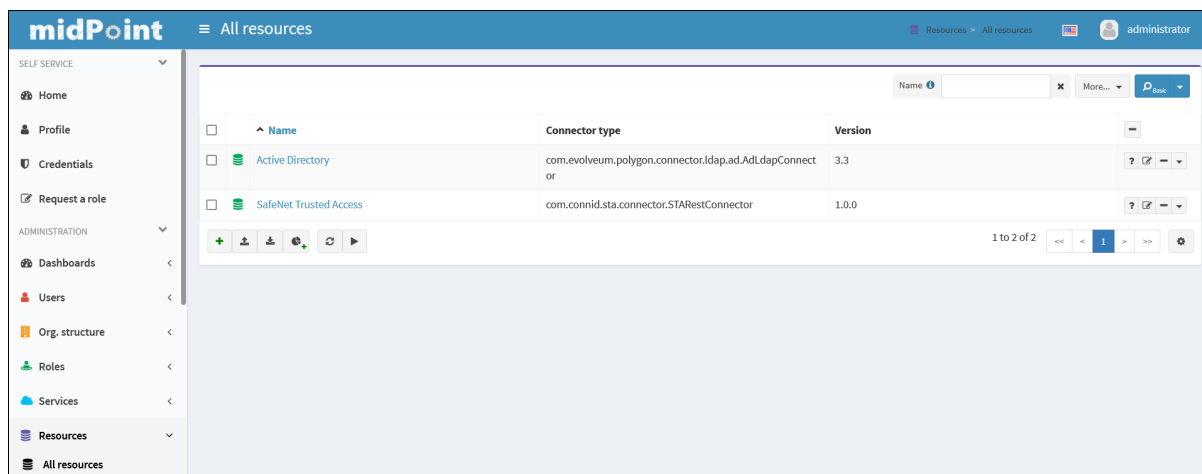 midPoint
All resources
Resources > All resources
administrator
SELF SERVICE
Home
Profile
Credentials
Request a role
ADMINISTRATION
Dashboards
Users
Org. structure
Roles
Services
Resources
All resources
Name
More...
Basic
Name Connector type Version
Active Directory com.evolveum.polygon.connector.ldap.ad.AdLdapConnect 3.3
or
SafeNet Trusted Access com.connid.sta.connector.STARestConnector 1.0.0
1 to 2 of 2 << < 1 > >>